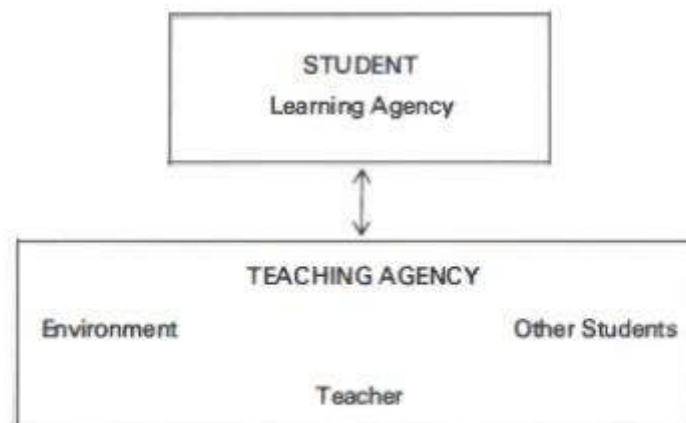 STUDENT
Learning Agency
TEACHING AGENCY
Environment Other Students
Teacher